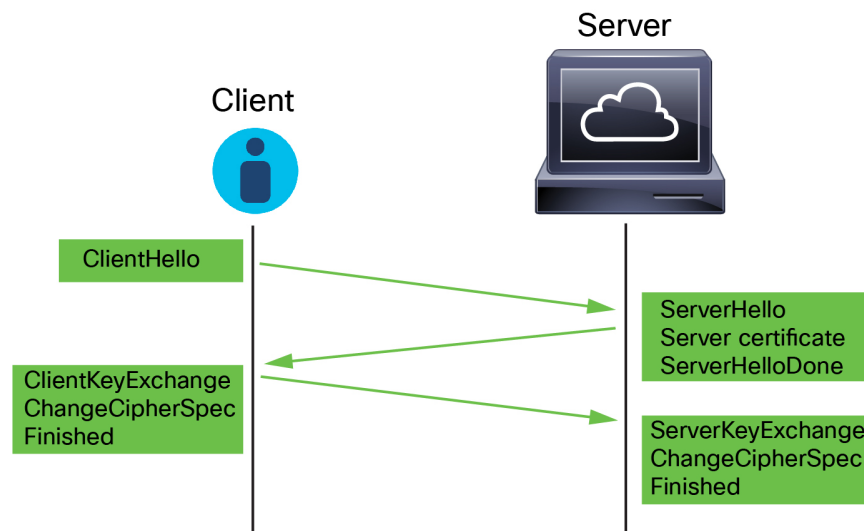 Server
Client
ClientHello
ServerHello
Server certificate
ServerHelloDone
ClientKeyExchange
ChangeCipherSpec
Finished
ServerKeyExchange
ChangeCipherSpec
Finished